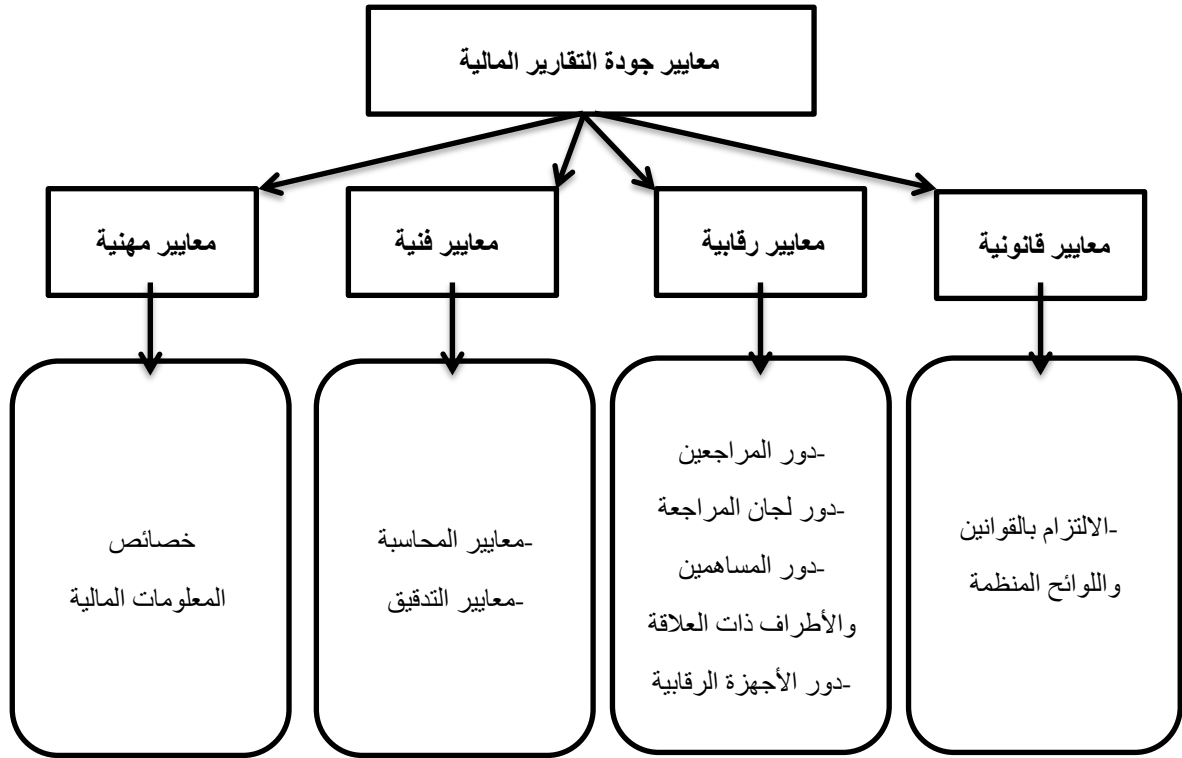 معايير جودة التقارير المالية
معايير قانونية
معايير رقابية
معايير فنية
معايير مهنية
-الالتزام بالقوانين
واللوائح المنظمة
-دور المراجعين
-دور لجان المراجعة
-دور المساهمين
والأطراف ذات العلاقة
-دور الأجهزة الرقابية
-معايير المحاسبة
-معايير التدقيق
خصائص
المعلومات المالية